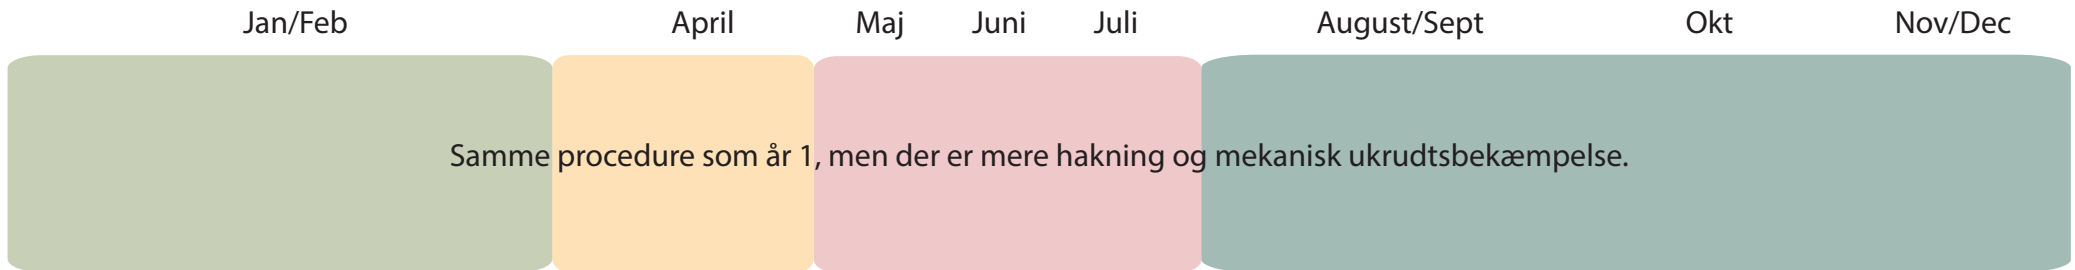 Jan/Feb April Maj Juni Juli August/Sept Okt Nov/Dec
Samme procedure som år 1, men der er mere hakning og mekanisk ukrudtsbekæmpelse.